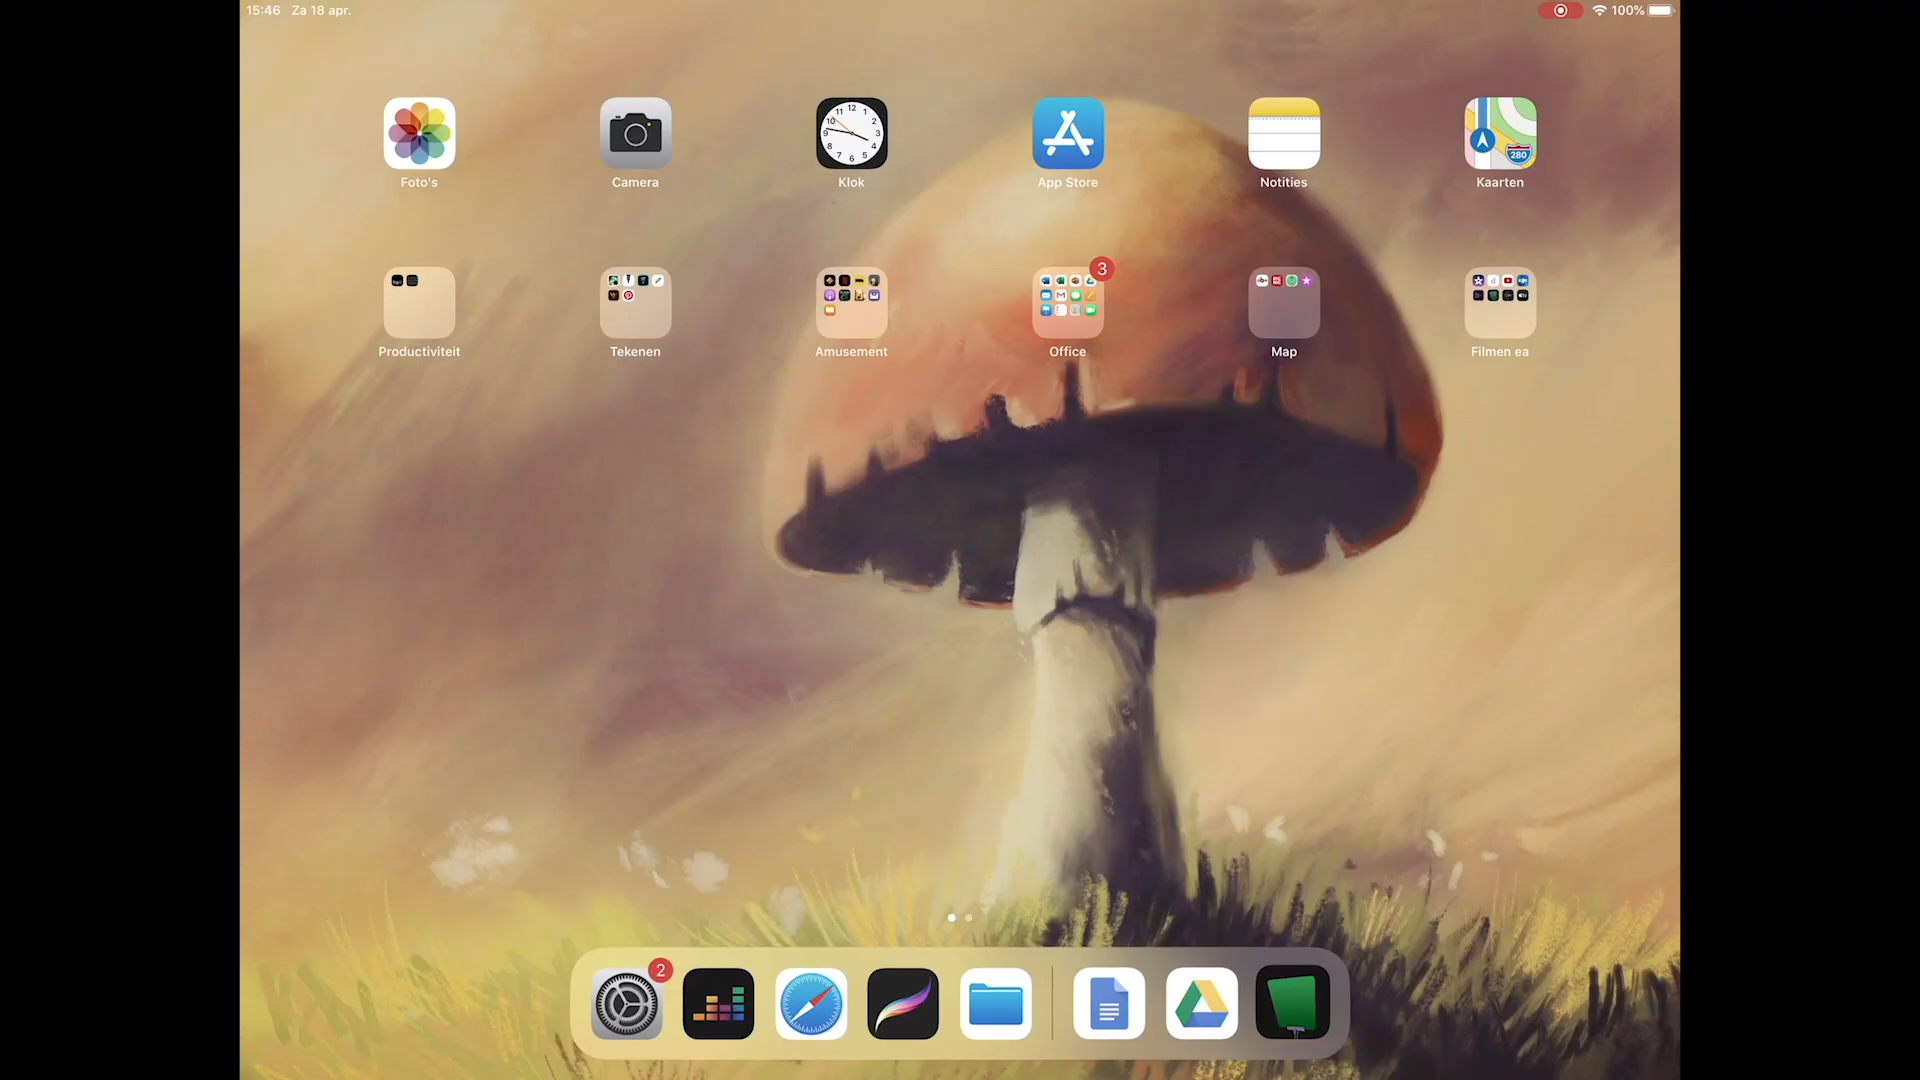 15:46 Za 18 apr.
100%
Foto's
Camera
Klok
App Store
Notities
Kaarten
280
3
Productiviteit
Tekenen
Amusement
Office
Map
Filmen ea
2